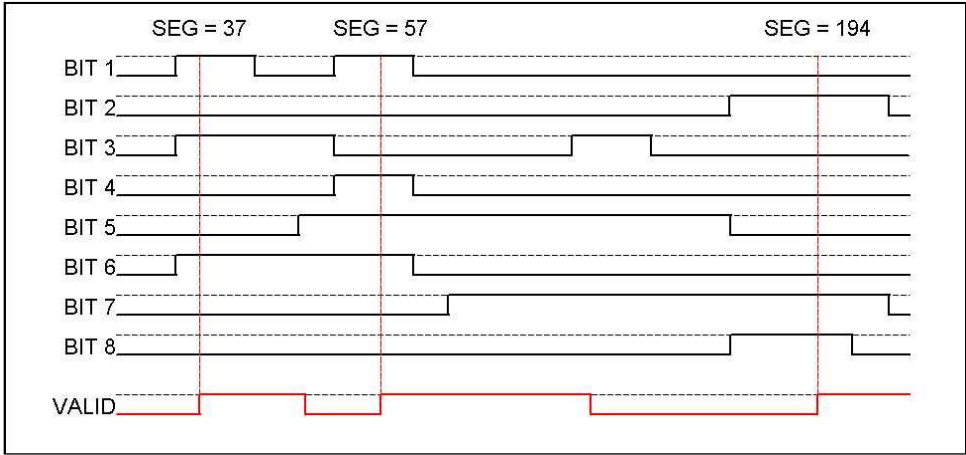 SEG = 37 SEG = 57 SEG = 194
BIT 1
BIT 2
BIT 3
BIT 4
BIT 5
BIT 6
BIT 7
BIT 8
VALID